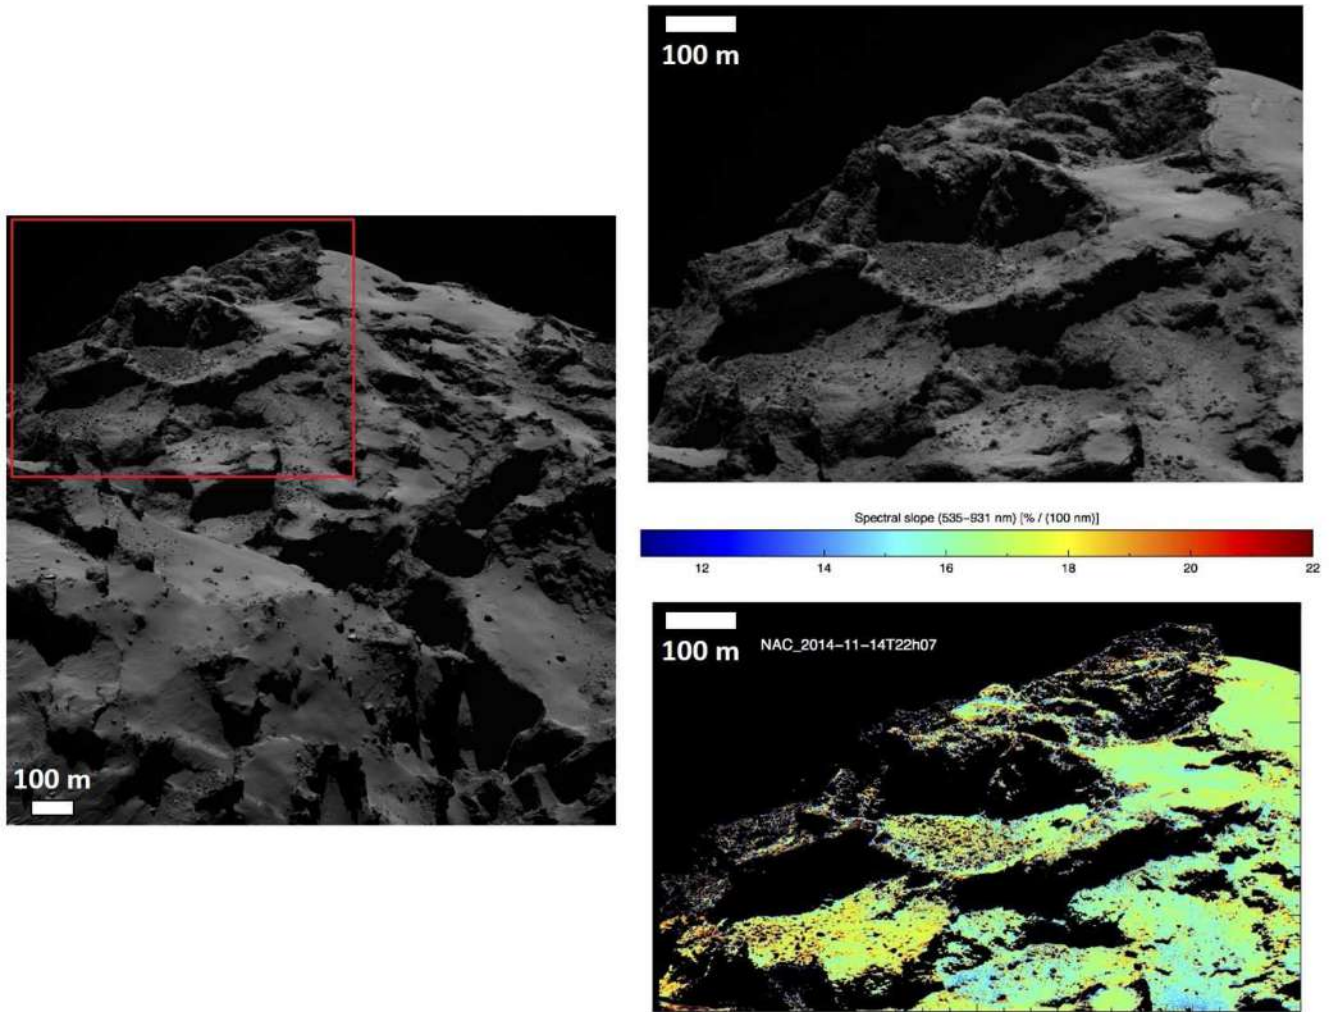 100 m
100 m
Spectral slope (535–931 nm) [% / (100 nm)]
12 14 16 18 20 22
100 m NAC_2014–11–14T22h07